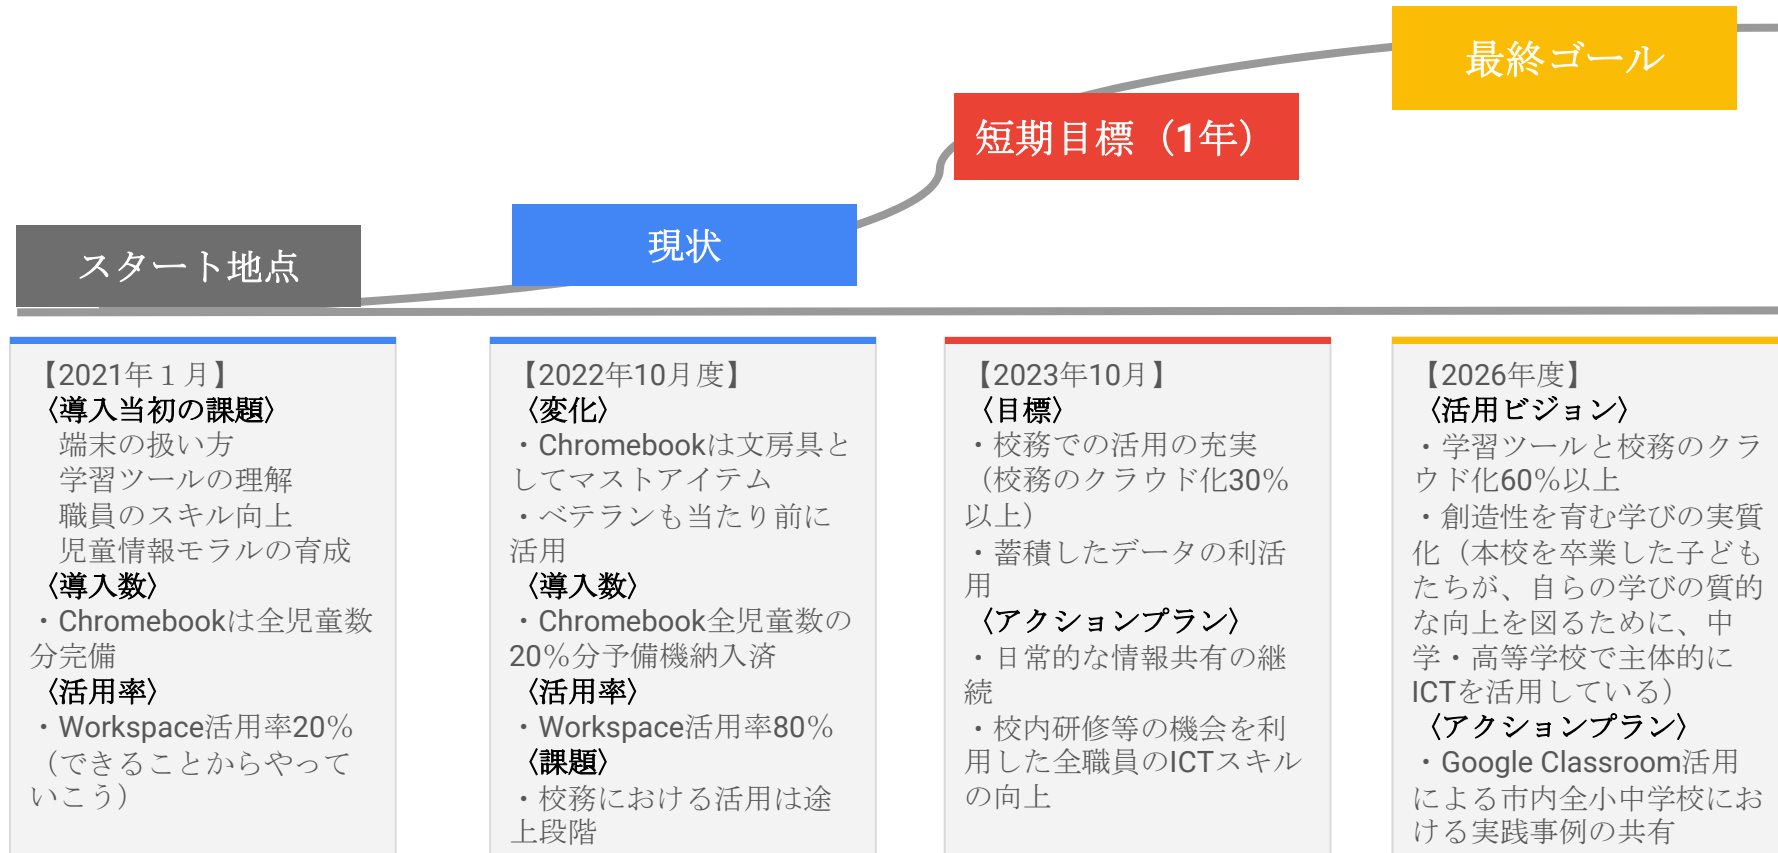 スタート地点
現状
短期目標（1年）
最終ゴール
【2021年１月】
〈導入当初の課題〉
端末の扱い方
学習ツールの理解
職員のスキル向上
児童情報モラルの育成
〈導入数〉
・Chromebookは全児童数
分完備
〈活用率〉
・Workspace活用率20％
（できることからやって
いこう）
【2022年10月度】
〈変化〉
・Chromebookは文房具と
してマストアイテム
・ベテランも当たり前に
活用
〈導入数〉
・Chromebook全児童数の
20％分予備機納入済
〈活用率〉
・Workspace活用率80％
〈課題〉
・校務における活用は途
上段階
【2023年10月】
〈目標〉
・校務での活用の充実
（校務のクラウド化30％
以上）
・蓄積したデータの利活
用
〈アクションプラン〉
・日常的な情報共有の継
続
・校内研修等の機会を利
用した全職員のICTスキル
の向上
【2026年度】
〈活用ビジョン〉
・学習ツールと校務のクラ
ウド化60％以上
・創造性を育む学びの実質
化（本校を卒業した子ども
たちが、自らの学びの質的
な向上を図るために、中
学・高等学校で主体的に
ICTを活用している）
〈アクションプラン〉
・Google Classroom活用
による市内全小中学校にお
ける実践事例の共有